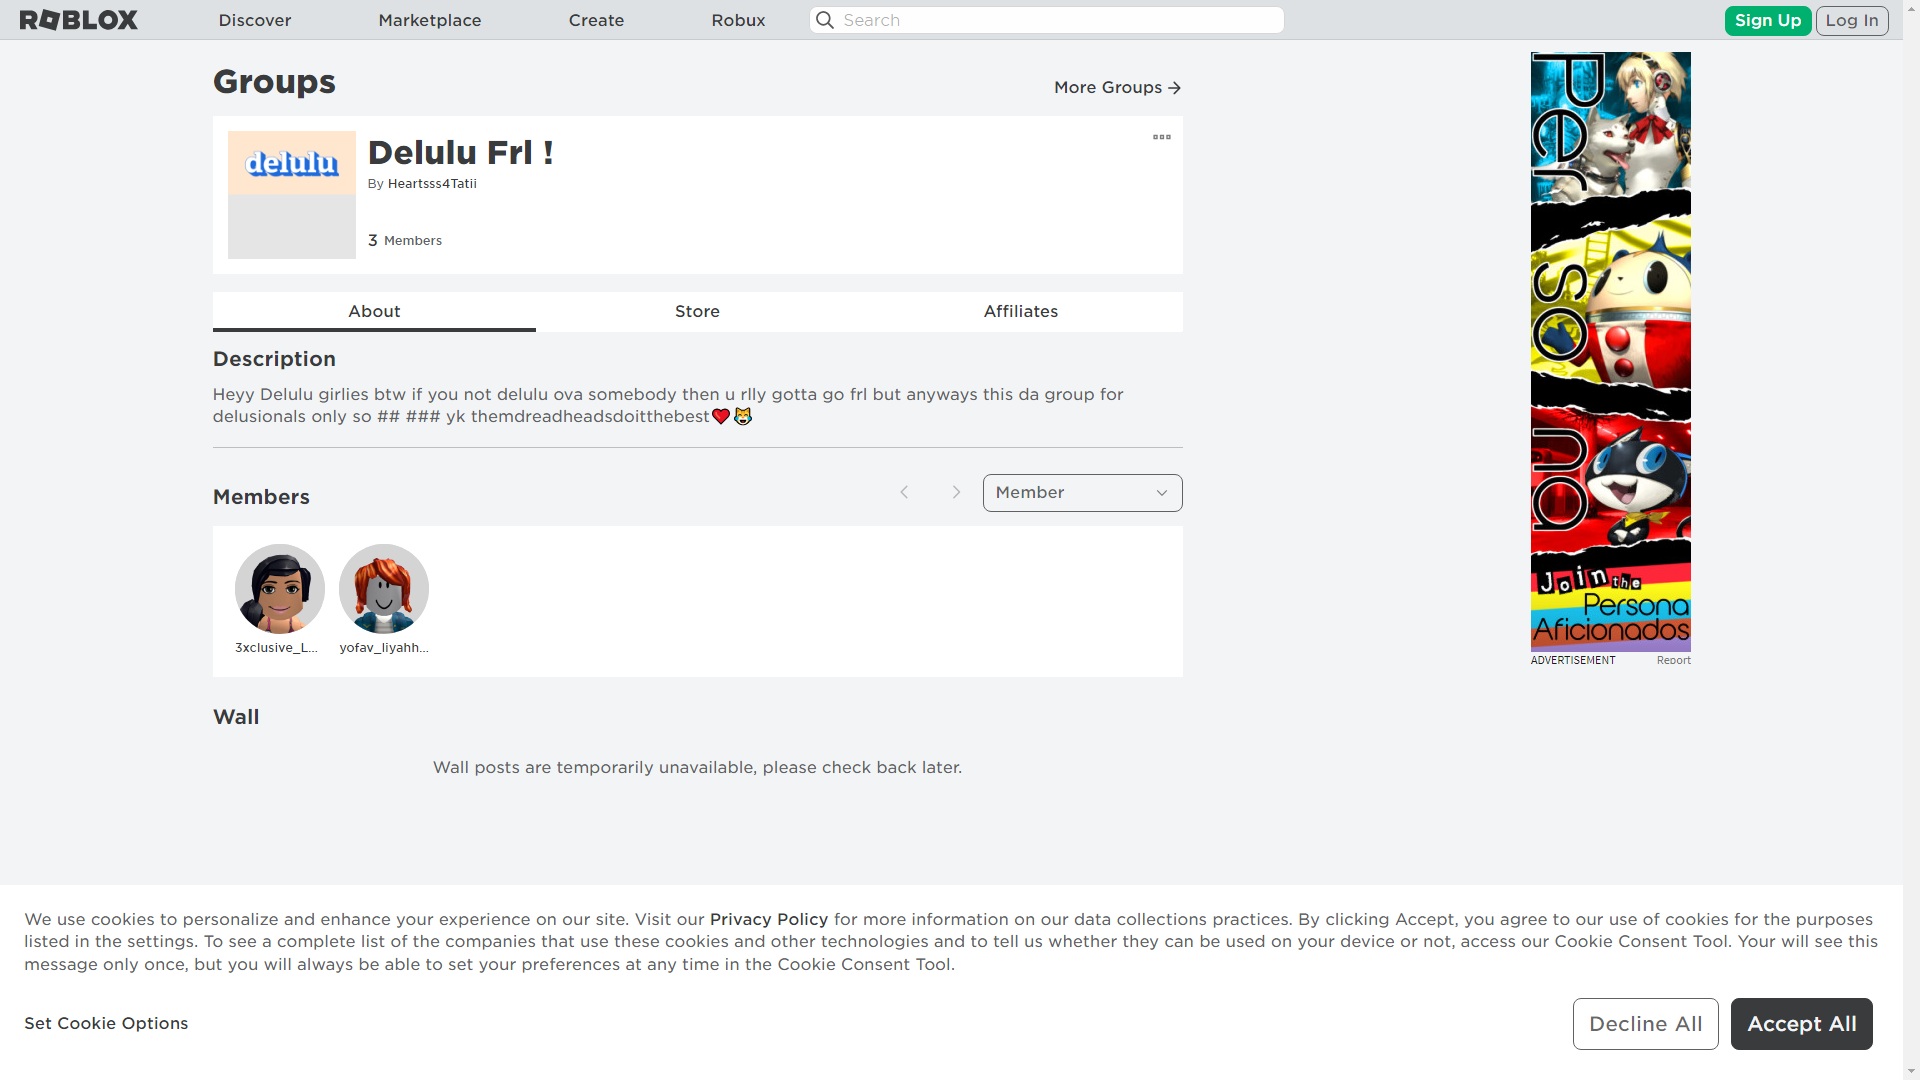 ROBLOX Discover Marketplace Create Robux Search Sign Up Log In
Groups
More Groups
delulu
Delulu Frl !
By Heartsss4Tatii
3 Members
About Store Affiliates
Description
Heyy Delulu girlies btw if you not delulu ova somebody then u rlly gotta go frl but anyways this da group for
delusionals only so ## ### yk themdreadheadsdoitthebest❤️😹
Members
Member
3xclusive_L... yofav_liyahh...
Wall
Wall posts are temporarily unavailable, please check back later.
Persona
Join the
Persona
Aficionados
ADVERTISEMENT Report
We use cookies to personalize and enhance your experience on our site. Visit our Privacy Policy for more information on our data collections practices. By clicking Accept, you agree to our use of cookies for the purposes
listed in the settings. To see a complete list of the companies that use these cookies and other technologies and to tell us whether they can be used on your device or not, access our Cookie Consent Tool. Your will see this
message only once, but you will always be able to set your preferences at any time in the Cookie Consent Tool.
Set Cookie Options
Decline All
Accept All